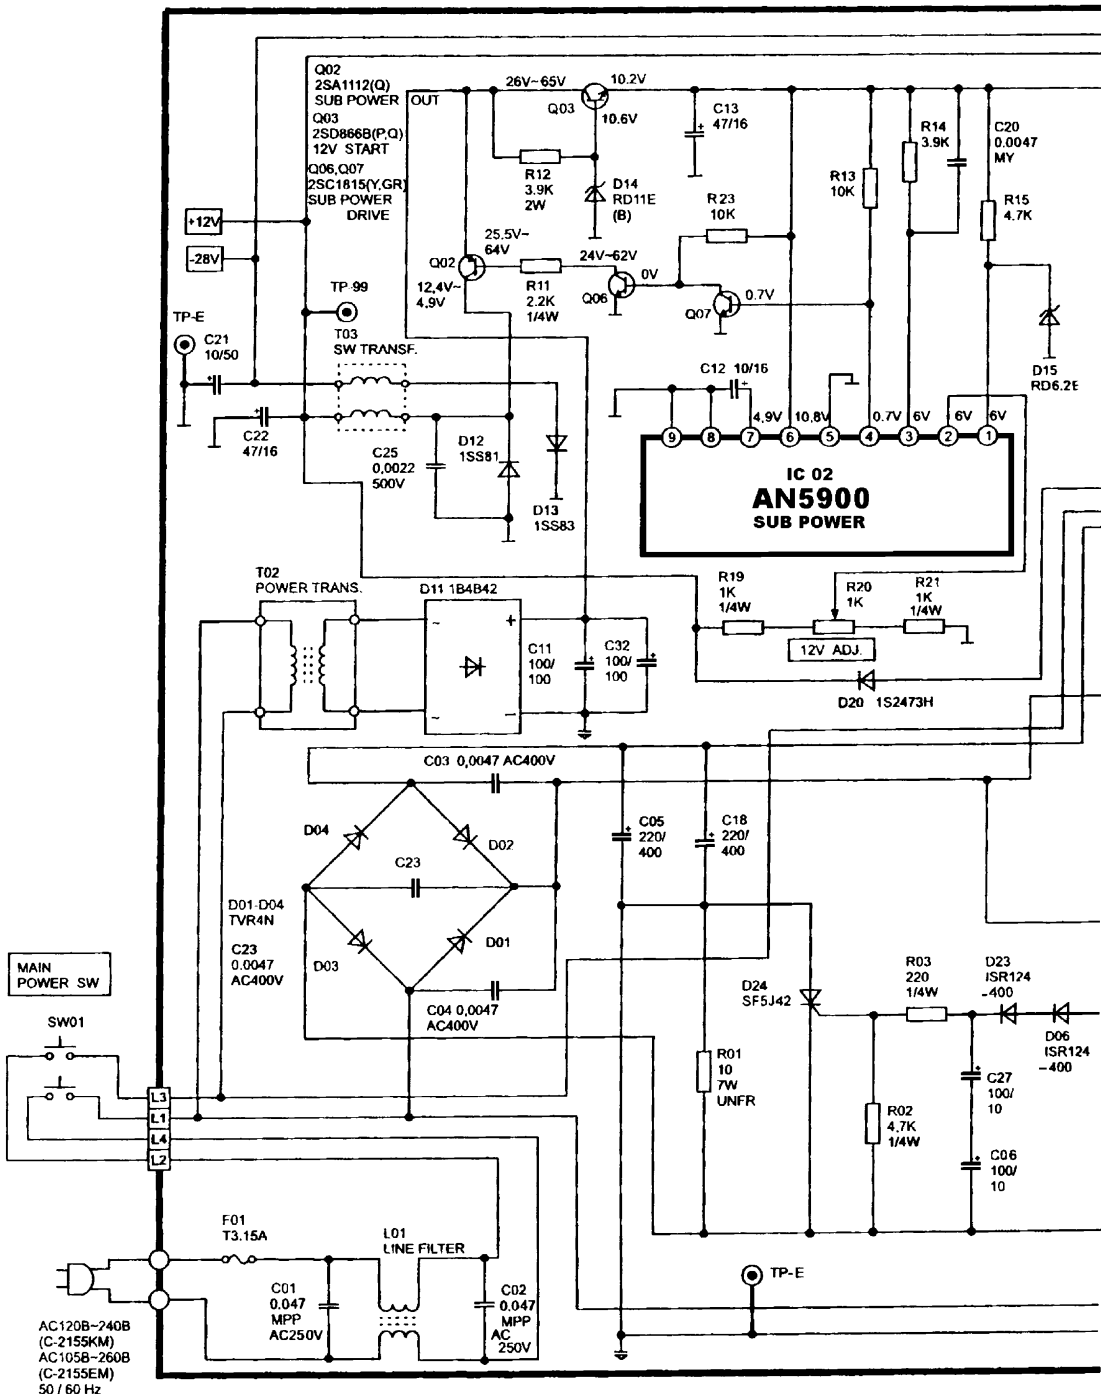 Q02
2SA1112(Q)
SUB POWER OUT
Q03
2SD866B(P,Q)
12V START
Q06,Q07
2SC1815(Y,GR)
SUB POWER
DRIVE
26V~65V
10.2V
Q03
10.6V
C13
47/16
R14
3.9K
C20
0.0047
MY
R12
3.9K
2W
D14
RD11E
(B)
R23
10K
R13
10K
R15
4.7K
+12V
-28V
25.5V~
64V
24V~62V
Q02
0V
12,4V~
4.9V
R11
2.2K
1/4W
Q06
Q07
0.7V
TP-99
TP-E
C21
10/50
T03
SW TRANSF.
D15
RD6.2E
C12 10/16
4,9V
10,8V
0.7V
6V
6V
6V
9
8
7
6
5
4
3
2
1
C22
47/16
C25
0,0022
500V
D12
1SS81
D13
1SS83
IC 02
AN5900
SUB POWER
T02
POWER TRANS.
D11 1B4B42
~
+
~
−
R19
1K
1/4W
R20
1K
R21
1K
1/4W
12V ADJ.
C11
100/
100
C32
100/
100
D20 1S2473H
C03 0,0047 AC400V
D04
D02
C23
C05
220/
400
C18
220/
400
D01-D04
TVR4N
C23
0.0047
AC400V
D03
D01
C04 0,0047
AC400V
MAIN
POWER SW
SW01
D24
SF5J42
R03
220
1/4W
D23
ISR124
-400
D06
ISR124
-400
R01
10
7W
UNFR
R02
4,7K
1/4W
C27
100/
10
C06
100/
10
L3
L1
L4
L2
F01
T3.15A
L01
LINE FILTER
C01
0.047
MPP
AC250V
C02
0.047
MPP
AC
250V
TP-E
AC120B~240B
(C-2155KM)
AC105B~260B
(C-2155EM)
50 / 60 Hz